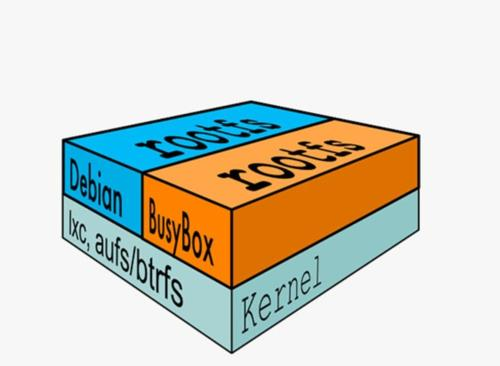 rootfs
rootfs
Debian
BusyBox
lxc, aufs/btrfs
Kernel